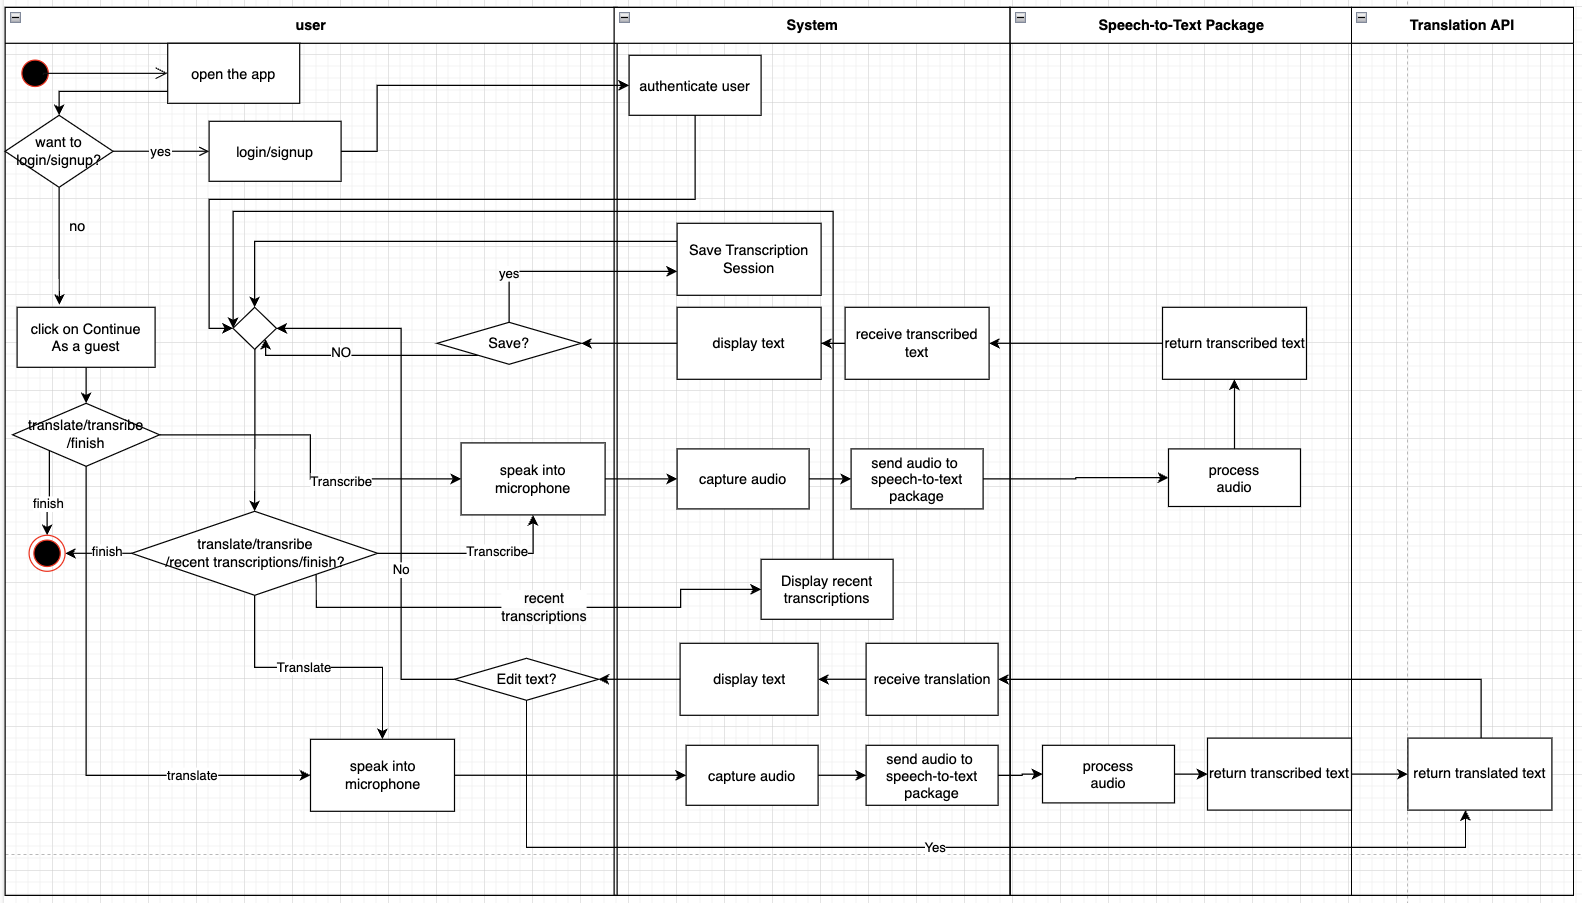 user
System
Speech-to-Text Package
Translation API
open the app
authenticate user
want to
login/signup?
yes
login/signup
no
Save Transcription
Session
yes
click on Continue
As a guest
Save?
display text
receive transcribed
text
return transcribed text
NO
translate/transribe
/finish
Transcribe
speak into
microphone
capture audio
send audio to
speech-to-text
package
process
audio
finish
finish
translate/transribe
/recent transcriptions/finish?
Transcribe
No
recent
transcriptions
Display recent
transcriptions
Translate
Edit text?
display text
receive translation
translate
speak into
microphone
capture audio
send audio to
speech-to-text
package
process
audio
return transcribed text
return translated text
Yes